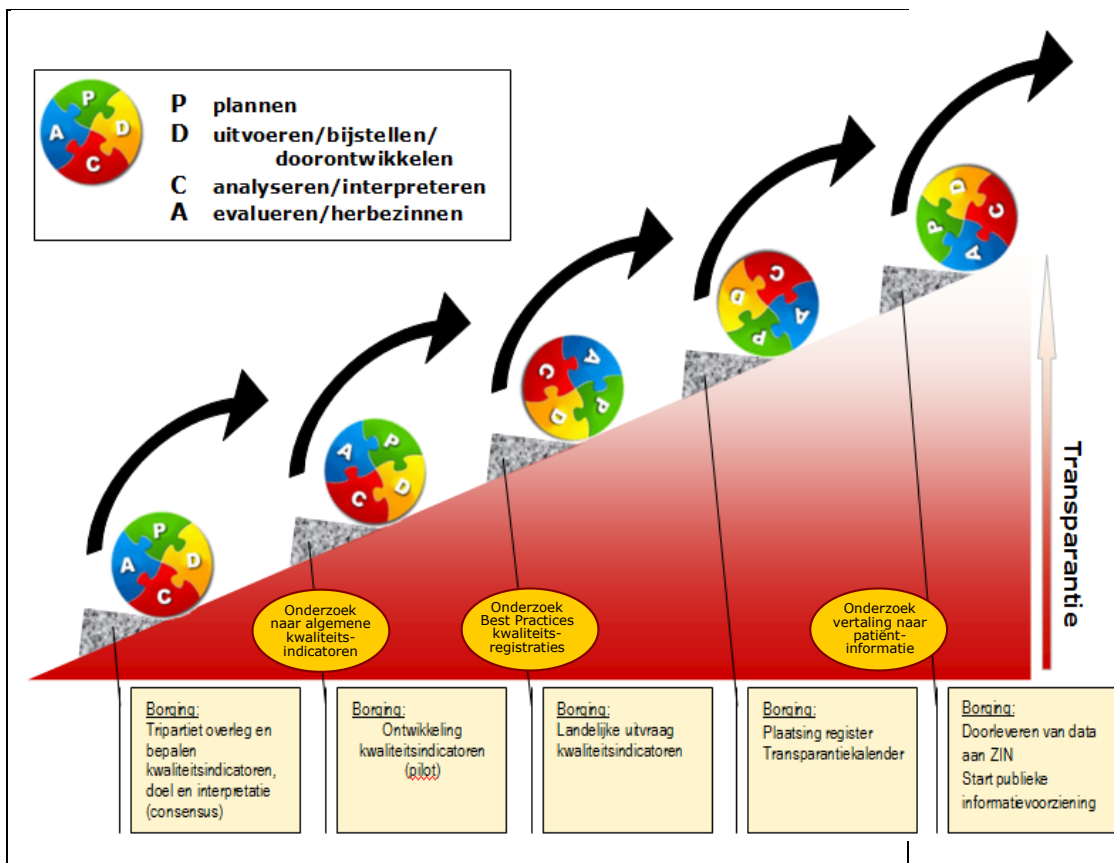 P
D
C
A
P plannen
D uitvoeren/bijstellen/
doorontwikkelen
C analyseren/interpreteren
A evalueren/herbezinnen
P
D
C
A
P
D
C
A
P
D
C
A
P
D
C
A
P
D
C
A
Transparantie
Onderzoek
naar algemene
kwaliteits-
indicatoren
Onderzoek
Best Practices
kwaliteits-
registraties
Onderzoek
vertaling naar
patiënt-
informatie
Borging:
Tripartiet overleg en
bepalen
kwaliteitsindicatoren,
doel en interpretatie
(consensus)
Borging:
Ontwikkeling
kwaliteitsindicatoren
(pilot)
Borging:
Landelijke uitvraag
kwaliteitsindicatoren
Borging:
Plaatsing register
Transparantiekalender
Borging:
Doorleveren van data
aan ZIN
Start publieke
informatievoorziening